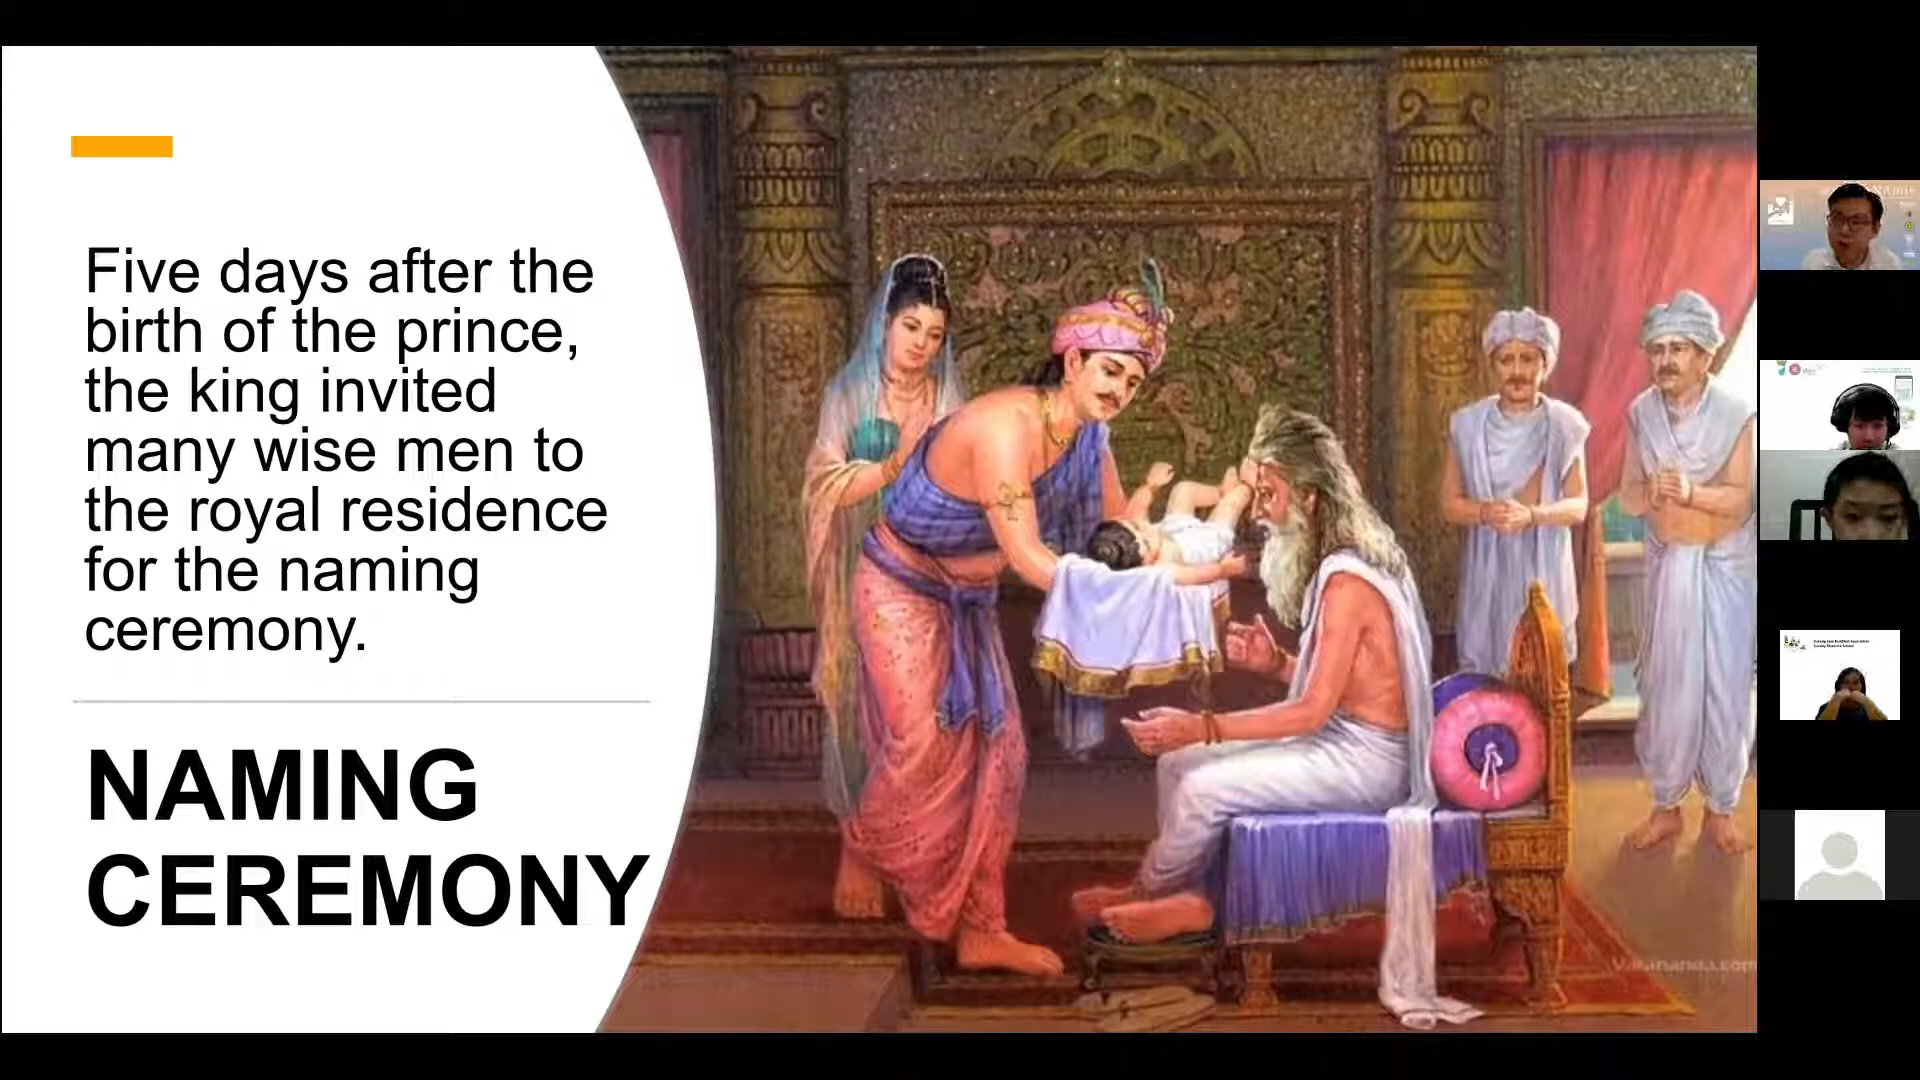 Five days after the
birth of the prince,
the king invited
many wise men to
the royal residence
for the naming
ceremony.
NAMING
CEREMONY